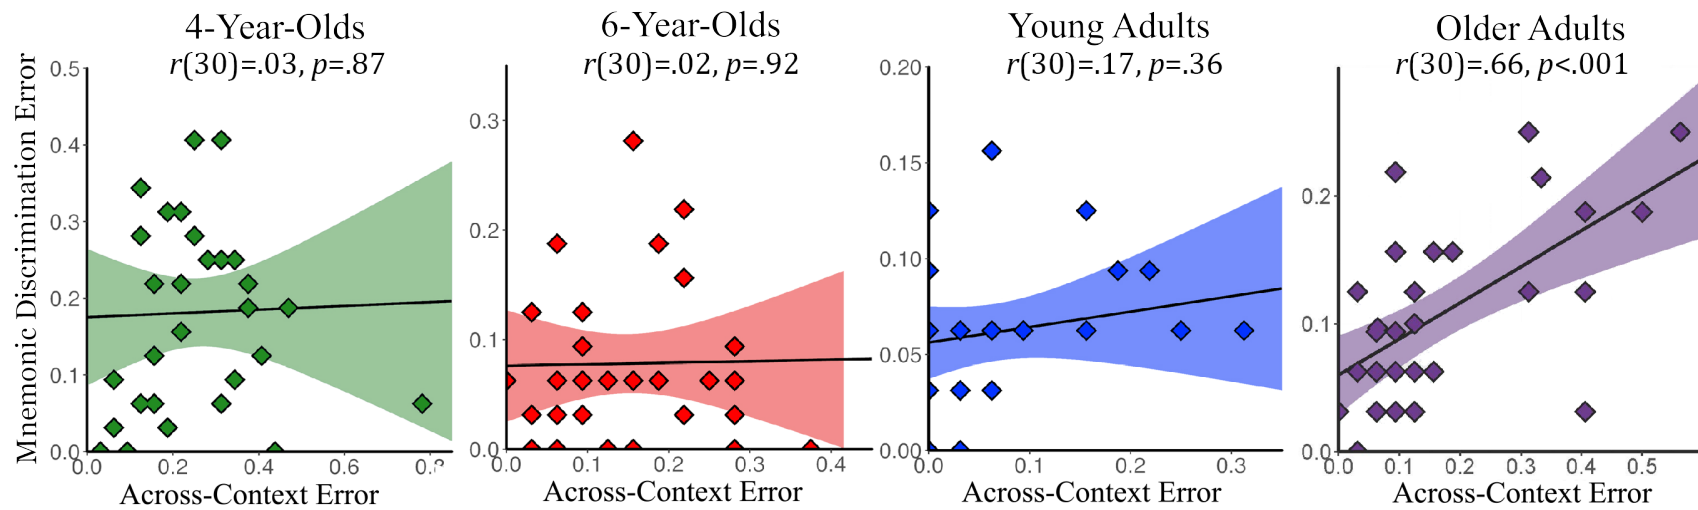 4-Year-Olds
r(30)=.03, p=.87
6-Year-Olds
r(30)=.02, p=.92
Young Adults
r(30)=.17, p=.36
Older Adults
r(30)=.66, p<.001
Mnemonic Discrimination Error
0.5
0.4
0.3
0.2
0.1
0.0
0.0 0.2 0.4 0.6
Across-Context Error
0.3
0.2
0.1
0.0
0.0 0.1 0.2 0.3 0.4
Across-Context Error
0.20
0.15
0.10
0.05
0.00
0.0 0.1 0.2 0.3
Across-Context Error
0.2
0.1
0.0
0.0 0.1 0.2 0.3 0.4 0.5
Across-Context Error